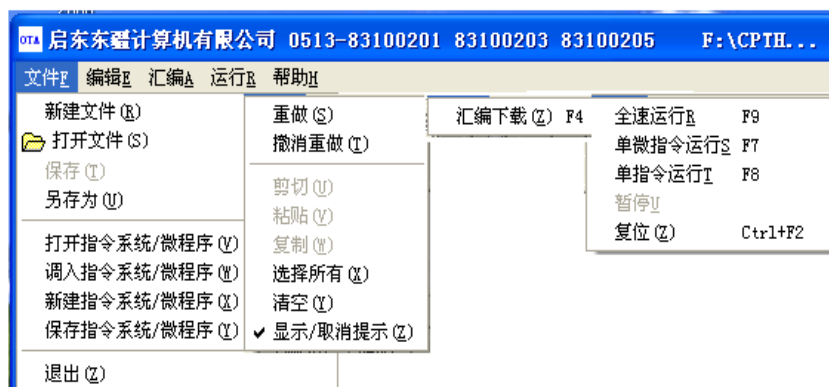 OTA 启东东疆计算机有限公司 0513-83100201 83100203 83100205 F:\CPTH...
文件F 编辑E 汇编A 运行R 帮助H
新建文件(R)
打开文件(S)
保存(T)
另存为(U)
打开指令系统/微程序(V)
调入指令系统/微程序(W)
新建指令系统/微程序(X)
保存指令系统/微程序(Y)
退出(Z)
重做(S)
撤消重做(T)
剪切(U)
粘贴(V)
复制(W)
选择所有(X)
清空(Y)
显示/取消提示(Z)
汇编下载(Z) F4
全速运行R F9
单微指令运行S F7
单指令运行T F8
暂停U
复位(Z) Ctrl+F2